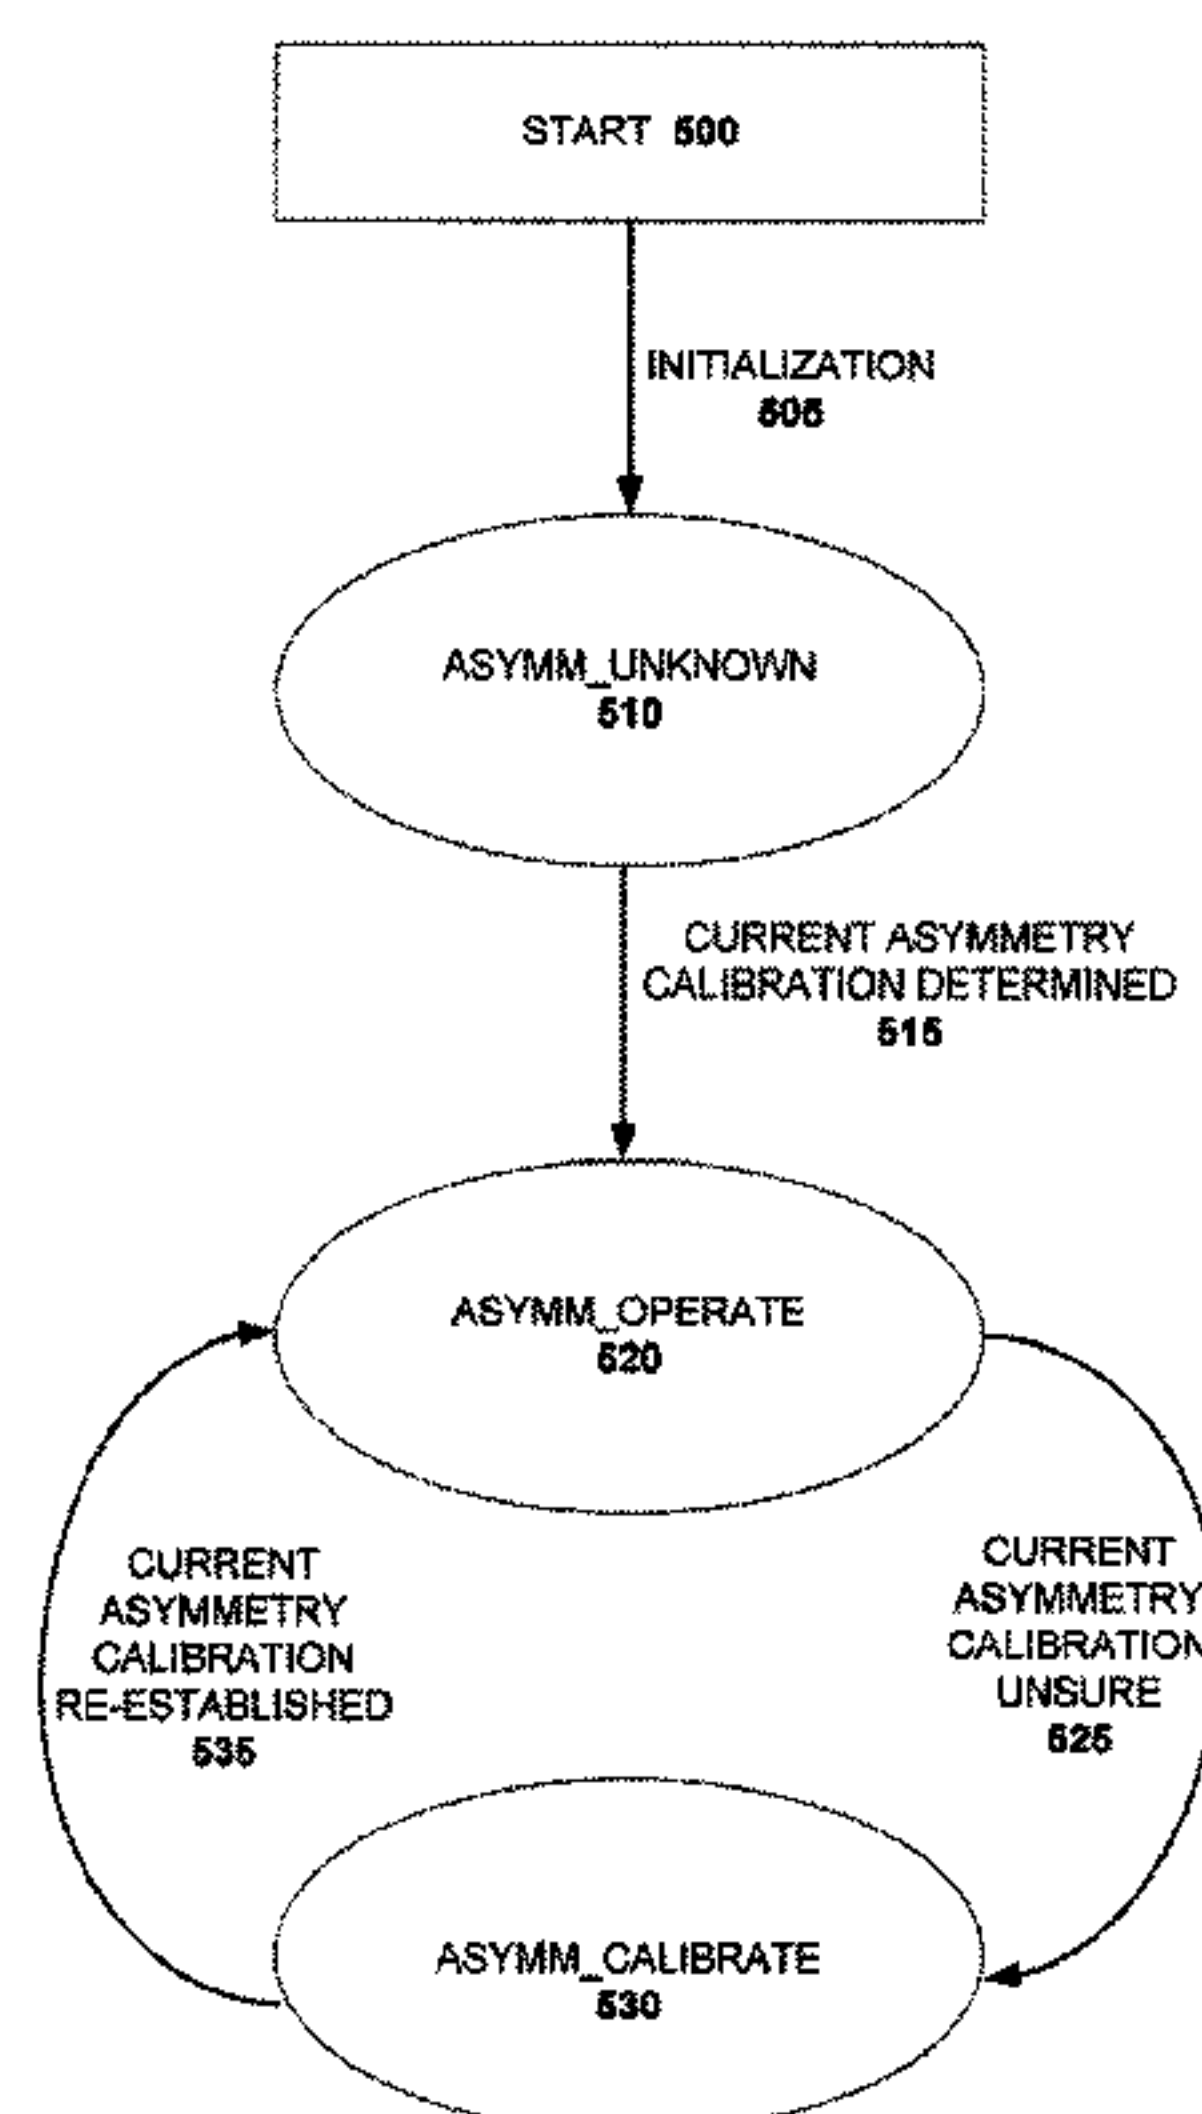 START 500
INITIALIZATION
505
ASYMM_UNKNOWN
510
CURRENT ASYMMETRY
CALIBRATION DETERMINED
515
ASYMM_OPERATE
520
CURRENT
ASYMMETRY
CALIBRATION
RE-ESTABLISHED
535
CURRENT
ASYMMETRY
CALIBRATION
UNSURE
525
ASYMM_CALIBRATE
530